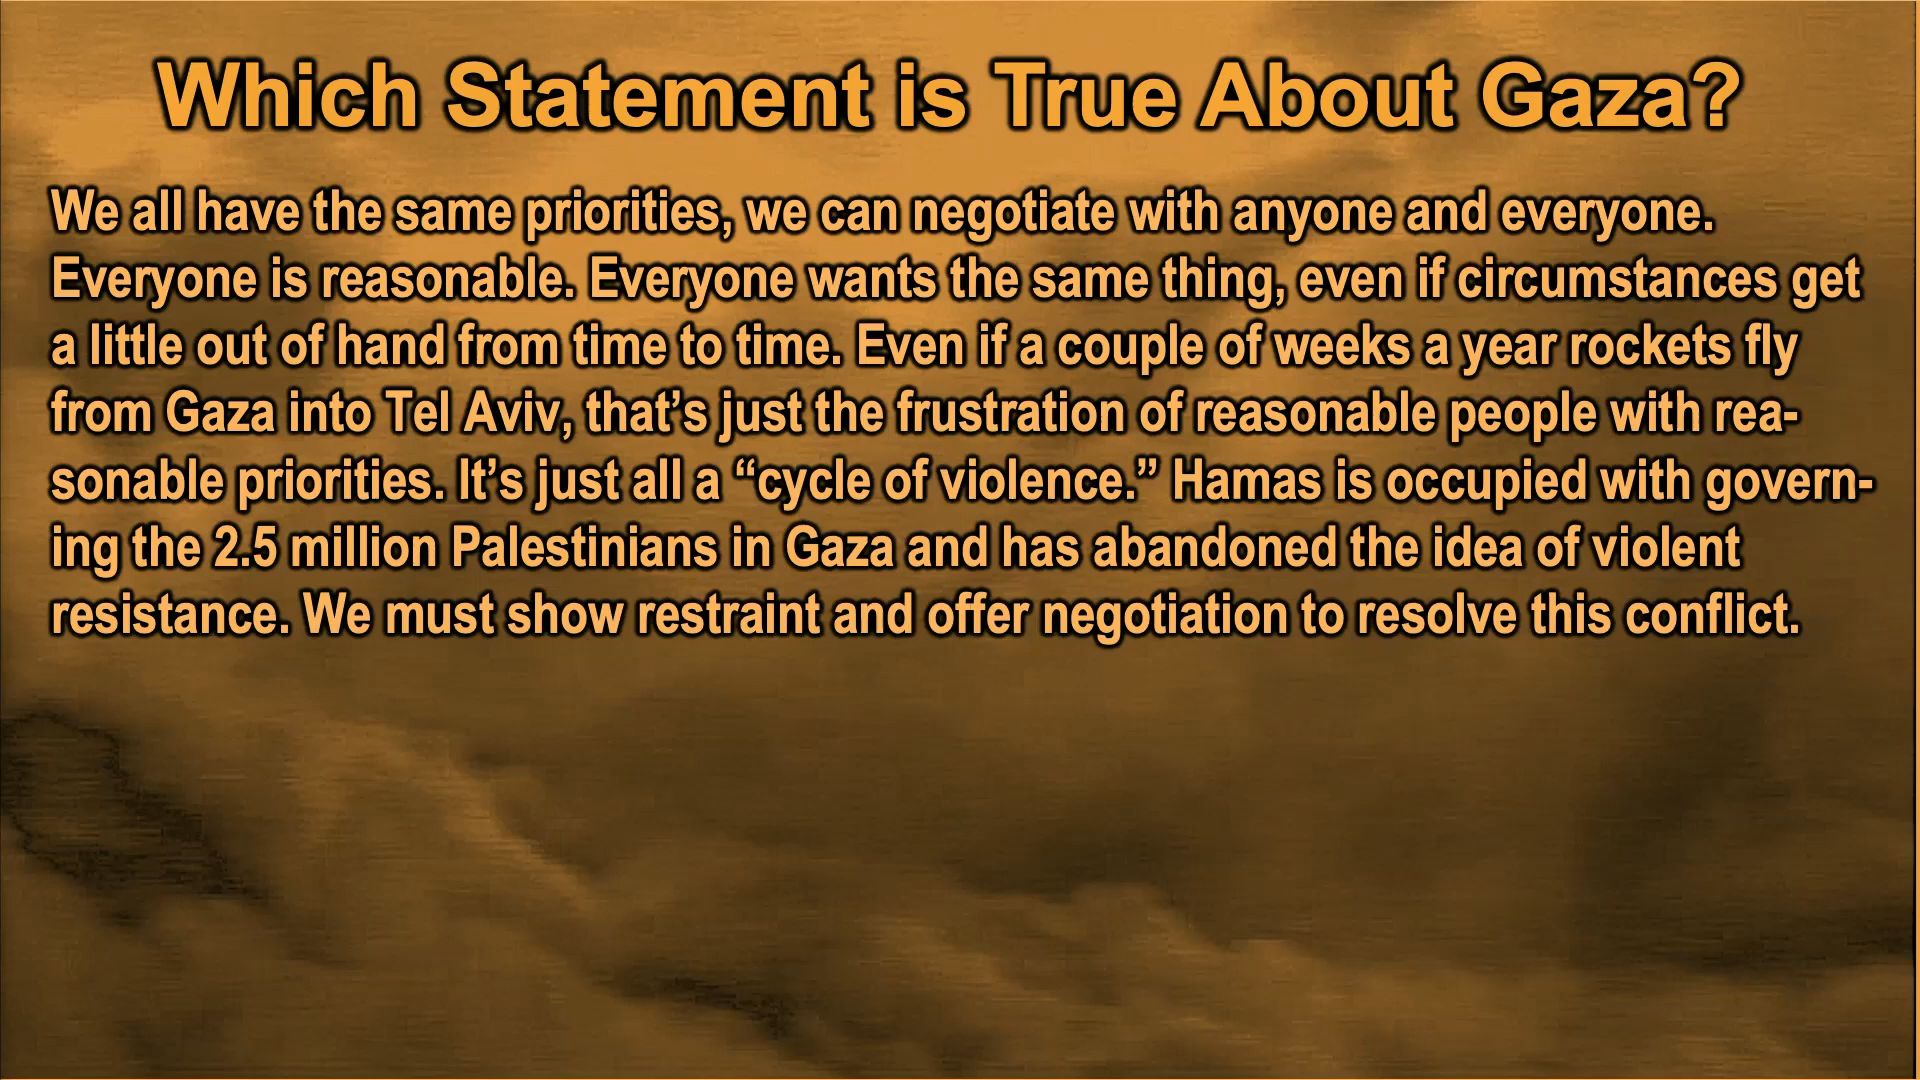 Which Statement is True About Gaza?
We all have the same priorities, we can negotiate with anyone and everyone.
Everyone is reasonable. Everyone wants the same thing, even if circumstances get
a little out of hand from time to time. Even if a couple of weeks a year rockets fly
from Gaza into Tel Aviv, that’s just the frustration of reasonable people with rea-
sonable priorities. It’s just all a “cycle of violence.” Hamas is occupied with govern-
ing the 2.5 million Palestinians in Gaza and has abandoned the idea of violent
resistance. We must show restraint and offer negotiation to resolve this conflict.